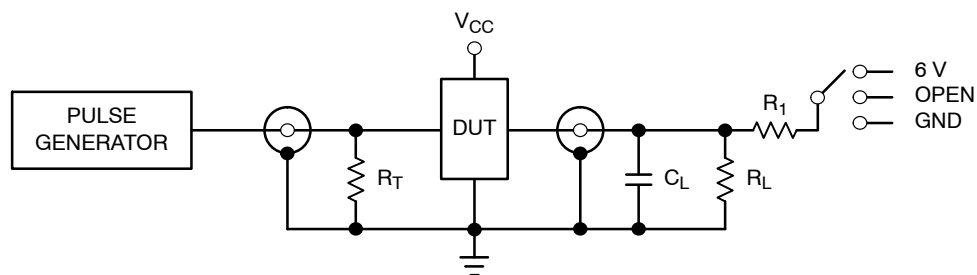 V_CC
PULSE
GENERATOR
R_T
DUT
C_L
R_L
R_1
6 V
OPEN
GND